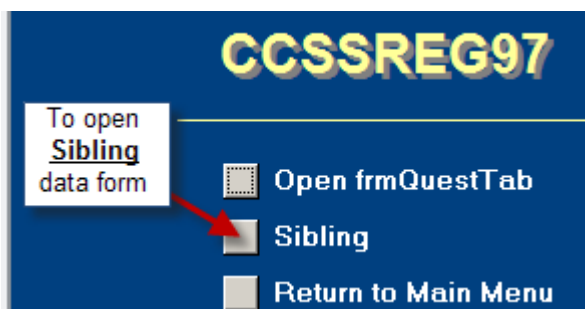 CCSSREG97
To open
Sibling
data form
Open frmQuestTab
Sibling
Return to Main Menu